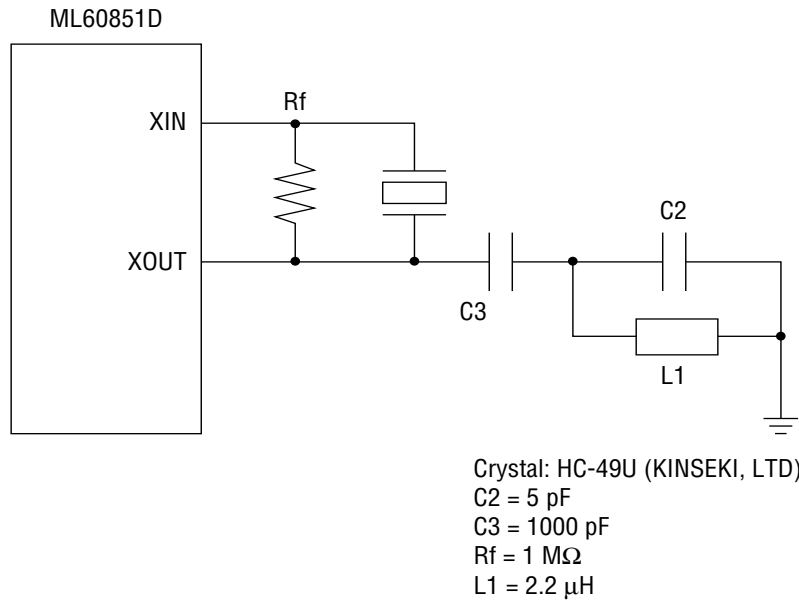 ML60851D
XIN
Rf
XOUT
C3
C2
L1
Crystal: HC-49U (KINSEKI, LTD)
C2 = 5 pF
C3 = 1000 pF
Rf = 1 MΩ
L1 = 2.2 μH